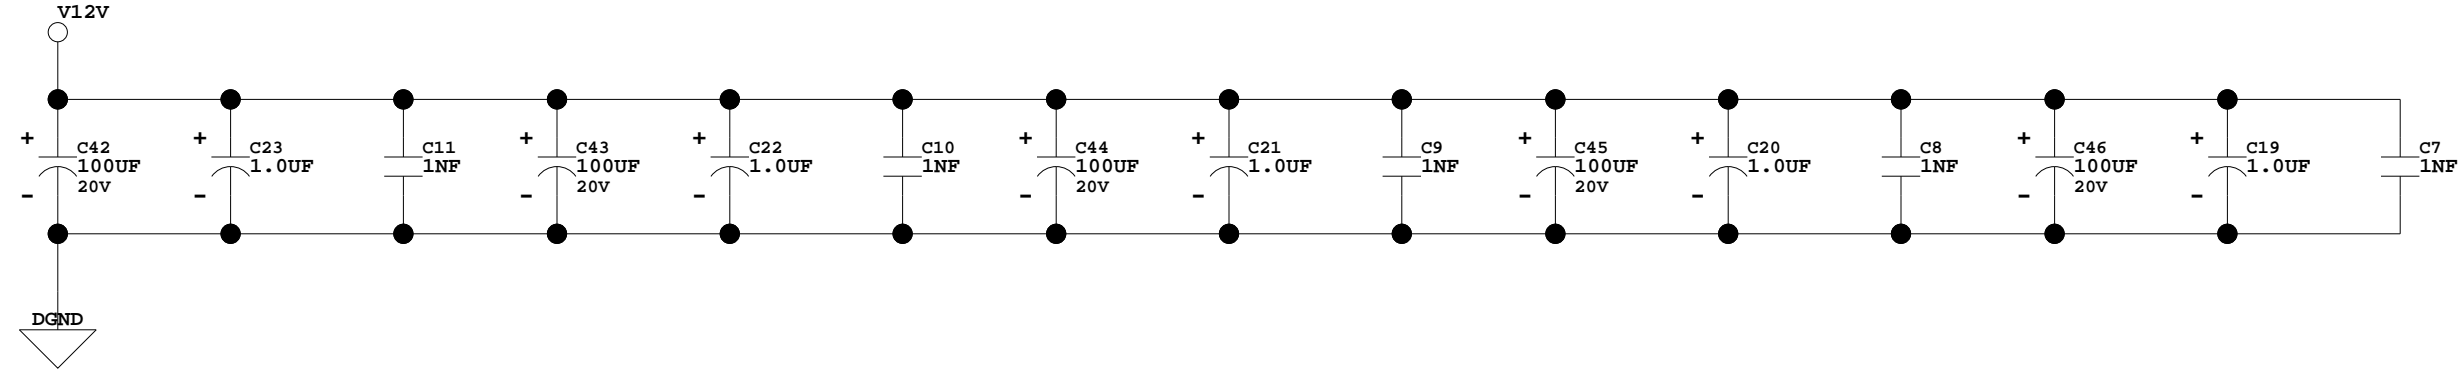 V12V
+
C42
100UF
20V
-
+
C23
1.0UF
-
C11
1NF
+
C43
100UF
20V
-
+
C22
1.0UF
-
C10
1NF
+
C44
100UF
20V
-
+
C21
1.0UF
-
C9
1NF
+
C45
100UF
20V
-
+
C20
1.0UF
-
C8
1NF
+
C46
100UF
20V
-
+
C19
1.0UF
-
C7
1NF
DGND